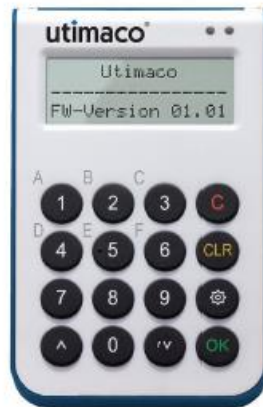 utimaco®
Utimaco
--------------------
FW-Version 01.01
A B C
1 2 3 C
D E F
4 5 6 CLR
7 8 9
0
OK